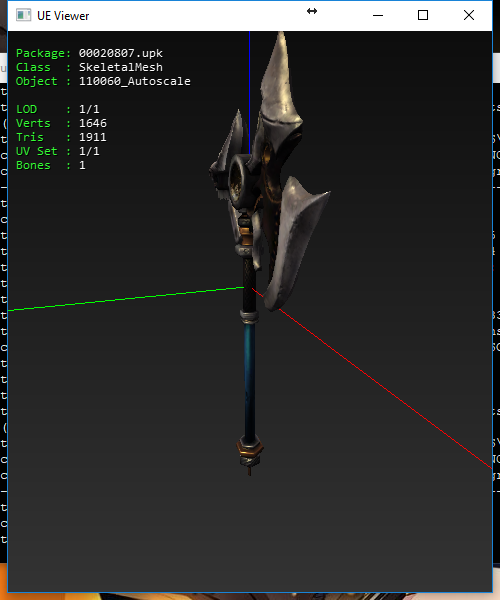 UE Viewer
Package: 00020807.upk
Class  : SkeletalMesh
Object : 110060_Autoscale
LOD    : 1/1
Verts  : 1646
Tris   : 1911
UV Set : 1/1
Bones  : 1